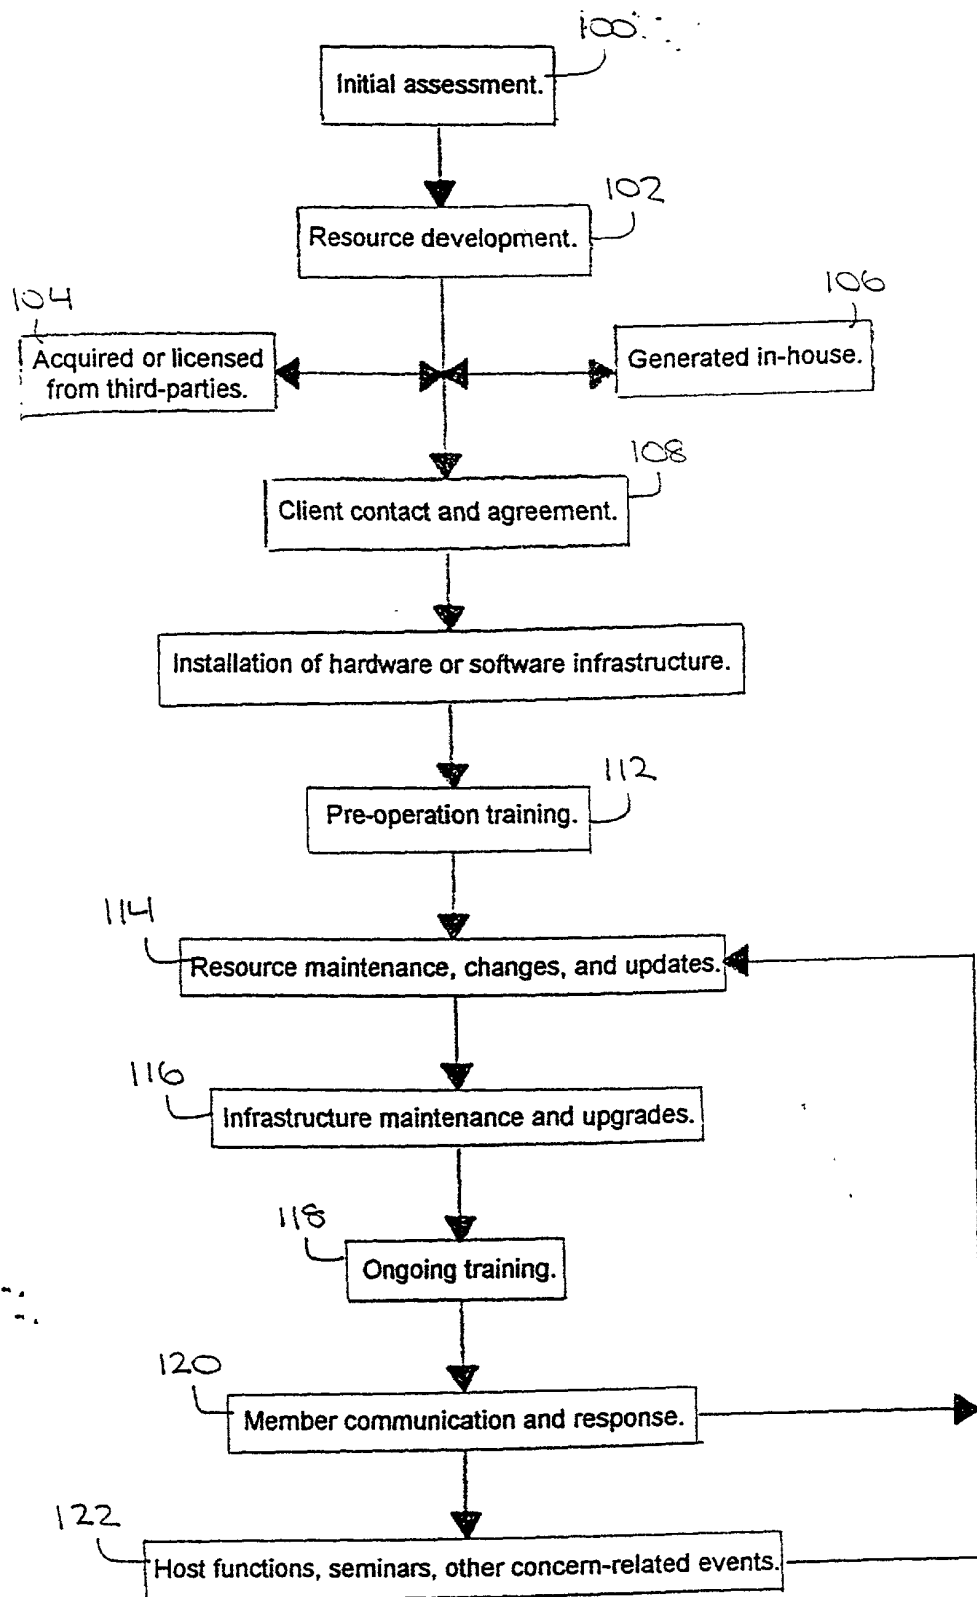 100
Initial assessment.
102
Resource development.
104
106
Acquired or licensed
from third-parties.
Generated in-house.
108
Client contact and agreement.
Installation of hardware or software infrastructure.
112
Pre-operation training.
114
Resource maintenance, changes, and updates.
116
Infrastructure maintenance and upgrades.
118
Ongoing training.
120
Member communication and response.
122
Host functions, seminars, other concern-related events.